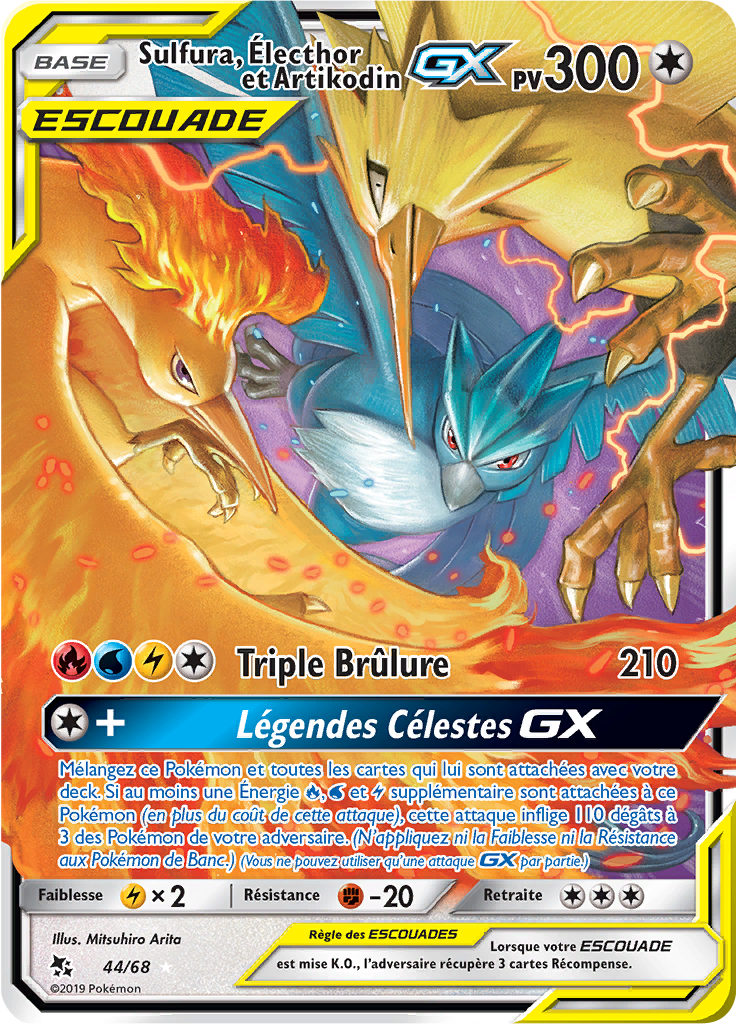 BASE
Sulfura, Électhor
et Artikodin GX PV300
ESCOUADE
Triple Brûlure 210
+ Légendes Célestes GX
Mélangez ce Pokémon et toutes les cartes qui lui sont attachées avec votre
deck. Si au moins une Énergie , et supplémentaire sont attachées à ce
Pokémon (en plus du coût de cette attaque), cette attaque inflige 110 dégâts à
3 des Pokémon de votre adversaire. (N'appliquez ni la Faiblesse ni la Résistance
aux Pokémon de Banc.) (Vous ne pouvez utiliser qu'une attaque GX par partie!)
Faiblesse ×2 Résistance -20 Retraite
Illus. Mitsuhiro Arita
44/68
©2019 Pokémon
Règle des ESCOUADES
Lorsque votre ESCOUADE
est mise K.O., l'adversaire récupère 3 cartes Récompense.